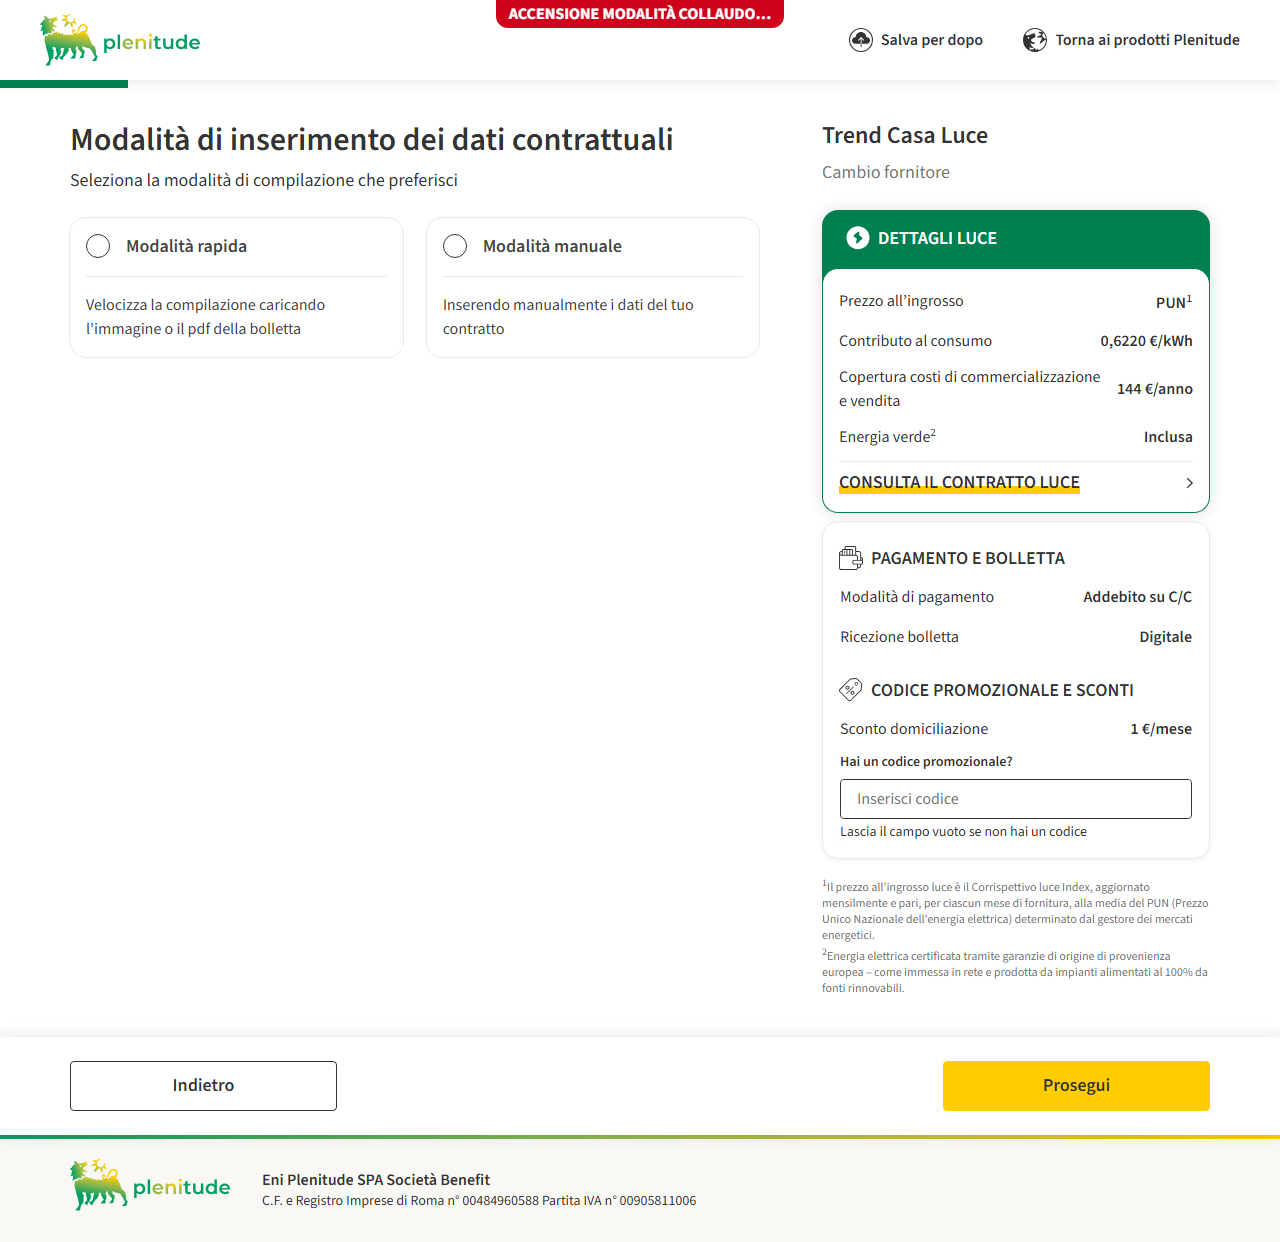 ACCENSIONE MODALITÀ COLLAUDO...
plenitude
Salva per dopo
Torna ai prodotti Plenitude
Modalità di inserimento dei dati contrattuali
Seleziona la modalità di compilazione che preferisci
Modalità rapida
Velocizza la compilazione caricando
l'immagine o il pdf della bolletta
Modalità manuale
Inserendo manualmente i dati del tuo
contratto
Trend Casa Luce
Cambio fornitore
DETTAGLI LUCE
Prezzo all’ingrosso PUN¹
Contributo al consumo 0,6220 €/kWh
Copertura costi di commercializzazione
e vendita 144 €/anno
Energia verde² Inclusa
CONSULTA IL CONTRATTO LUCE
PAGAMENTO E BOLLETTA
Modalità di pagamento Addebito su C/C
Ricezione bolletta Digitale
CODICE PROMOZIONALE E SCONTI
Sconto domiciliazione 1 €/mese
Hai un codice promozionale?
Inserisci codice
Lascia il campo vuoto se non hai un codice
¹Il prezzo all’ingrosso luce è il Corrispettivo luce Index, aggiornato
mensilmente e pari, per ciascun mese di fornitura, alla media del PUN (Prezzo
Unico Nazionale dell'energia elettrica) determinato dal gestore dei mercati
energetici.
²Energia elettrica certificata tramite garanzie di origine di provenienza
europea – come immessa in rete e prodotta da impianti alimentati al 100% da
fonti rinnovabili.
Indietro
Prosegui
plenitude
Eni Plenitude SPA Società Benefit
C.F. e Registro Imprese di Roma n° 00484960588 Partita IVA n° 00905811006